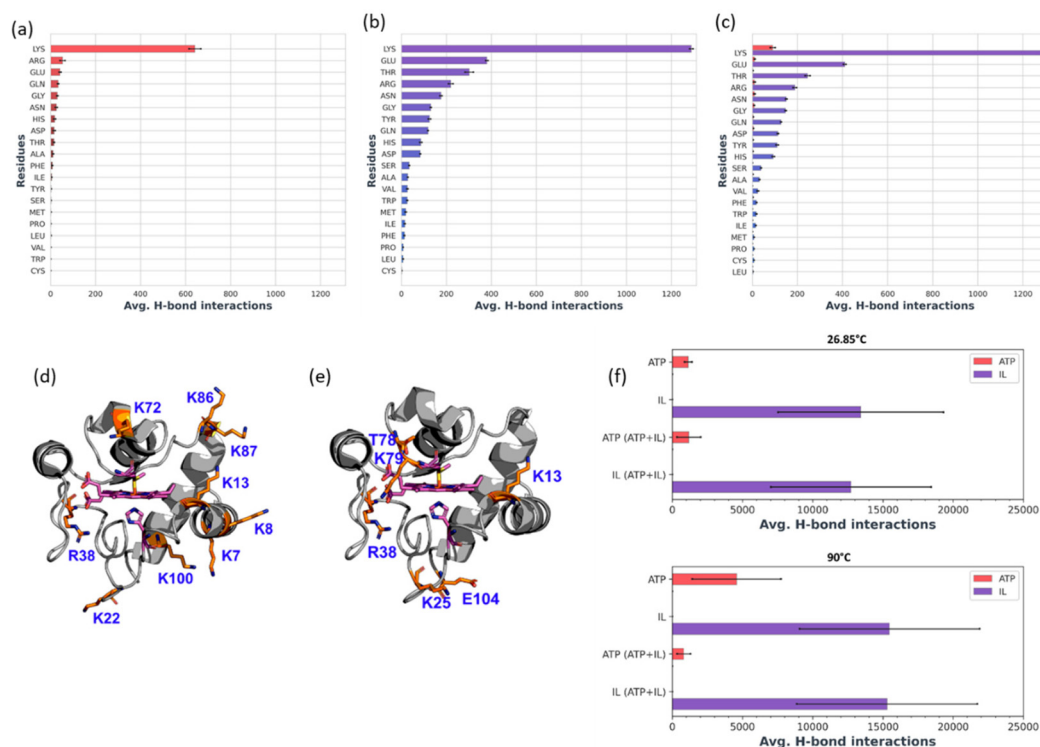 (a)
Residues
LYS
ARG
GLU
GLN
GLY
ASN
HIS
ASP
THR
ALA
PHE
ILE
TYR
SER
MET
PRO
LEU
VAL
TRP
CYS
0 200 400 600 800 1000 1200
Avg. H-bond interactions
(b)
Residues
LYS
GLU
THR
ARG
ASN
GLY
TYR
GLN
HIS
ASP
SER
ALA
VAL
TRP
MET
ILE
PHE
PRO
LEU
CYS
0 200 400 600 800 1000 1200
Avg. H-bond interactions
(c)
Residues
LYS
GLU
THR
ARG
ASN
GLY
GLN
ASP
TYR
HIS
SER
ALA
VAL
PHE
TRP
ILE
MET
PRO
CYS
LEU
0 200 400 600 800 1000 1200
Avg. H-bond interactions
(d)
K86
K72
K87
K13
K8
R38
K7
K100
K22
(e)
T78
K79
K13
R38
K25
E104
(f)
26.85°C
ATP
IL
ATP
IL
ATP (ATP+IL)
IL (ATP+IL)
0 5000 10000 15000 20000 25000
Avg. H-bond interactions
90°C
ATP
IL
ATP
IL
ATP (ATP+IL)
IL (ATP+IL)
0 5000 10000 15000 20000 25000
Avg. H-bond interactions